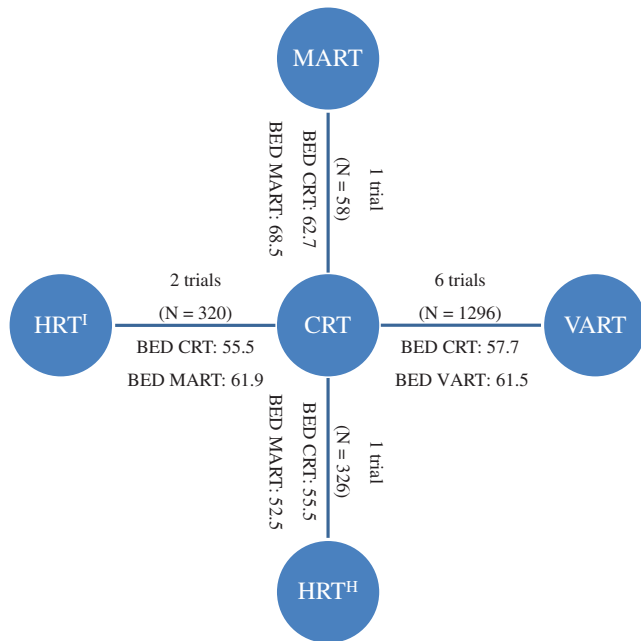 MART
1 trial
(N = 58)
BED CRT: 62.7
BED MART: 68.5
HRTᴵ
2 trials
(N = 320)
BED CRT: 55.5
BED MART: 61.9
CRT
6 trials
(N = 1296)
BED CRT: 57.7
BED VART: 61.5
VART
1 trial
(N = 326)
BED CRT: 55.5
BED MART: 52.5
HRTᴴ